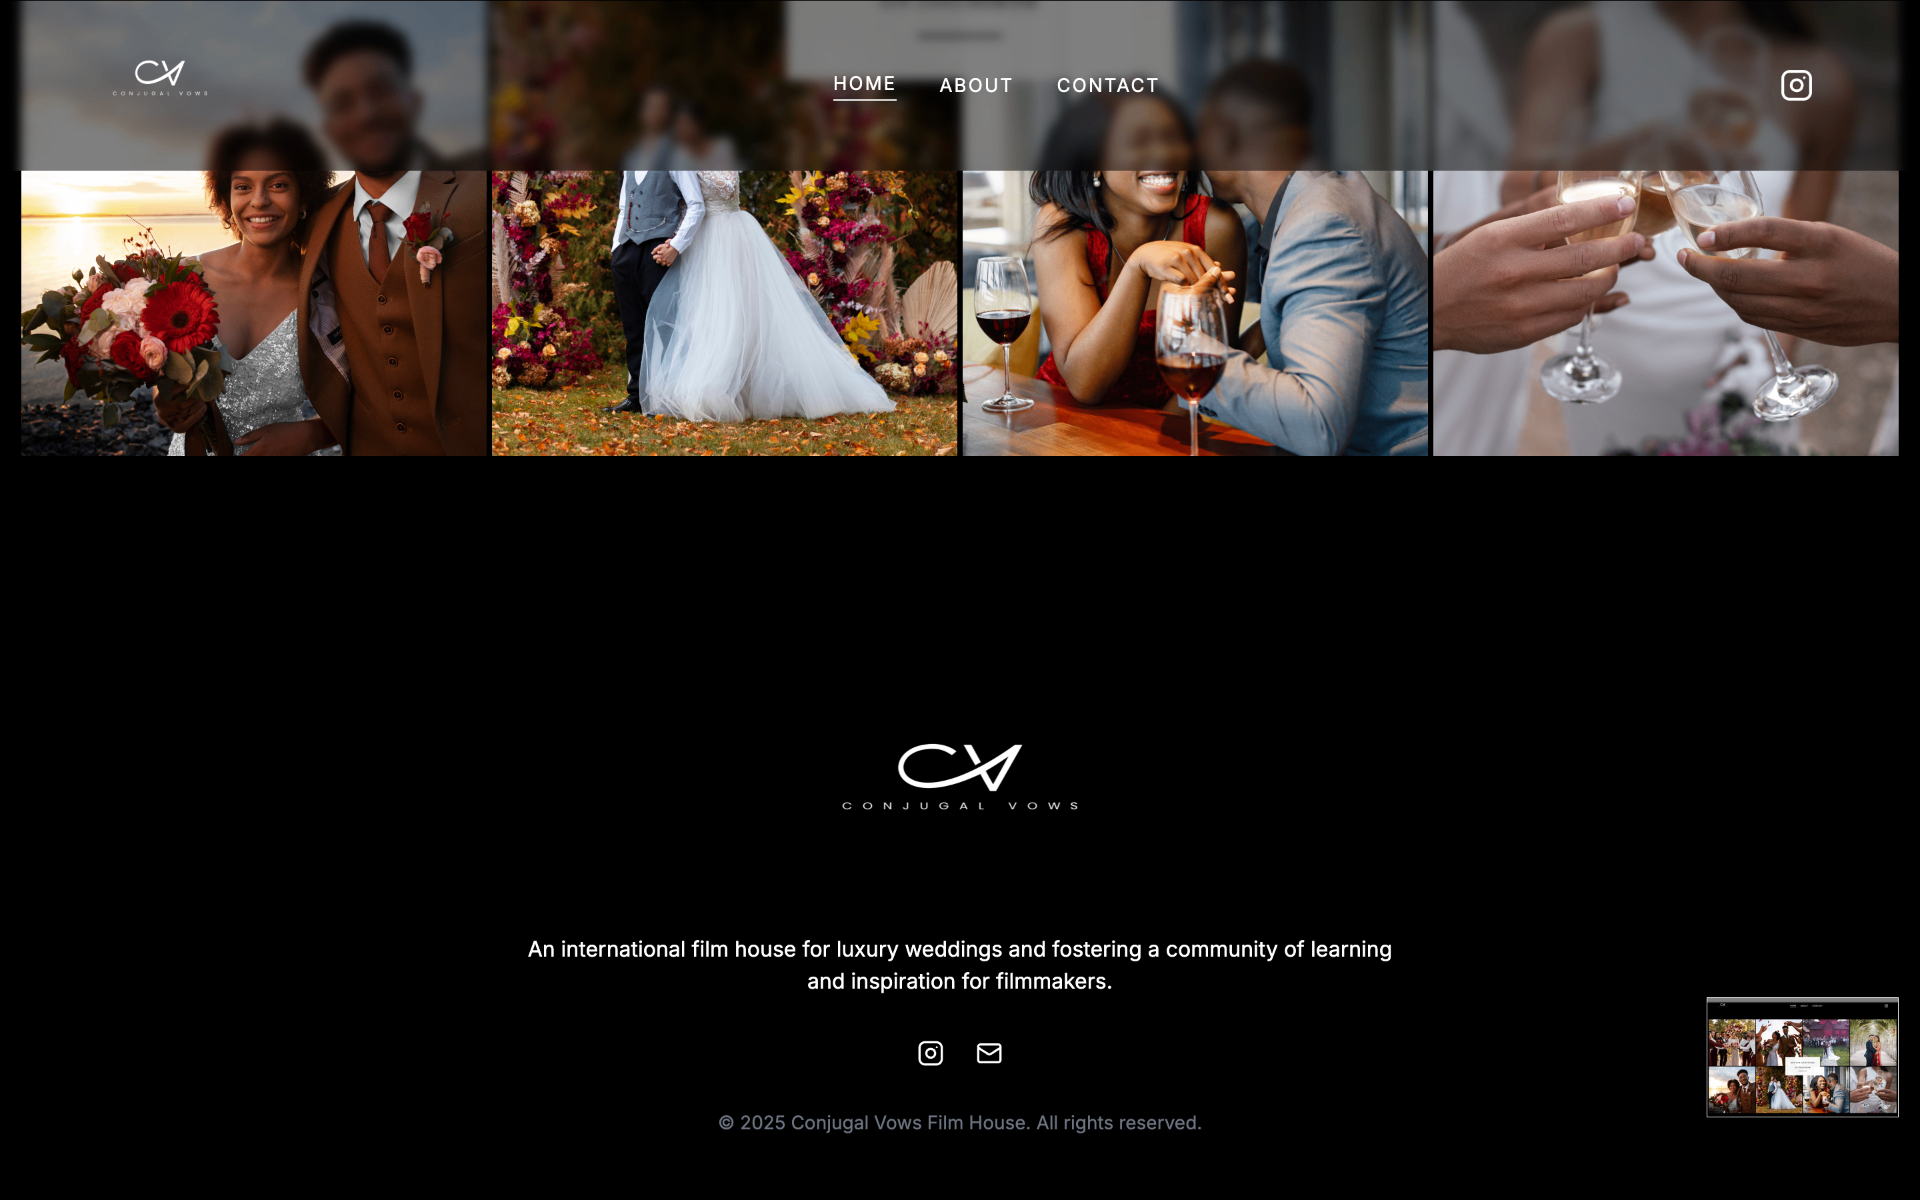 CONJUGAL VOWS
HOME
ABOUT
CONTACT
CV
CONJUGAL VOWS
An international film house for luxury weddings and fostering a community of learning
and inspiration for filmmakers.
© 2025 Conjugal Vows Film House. All rights reserved.